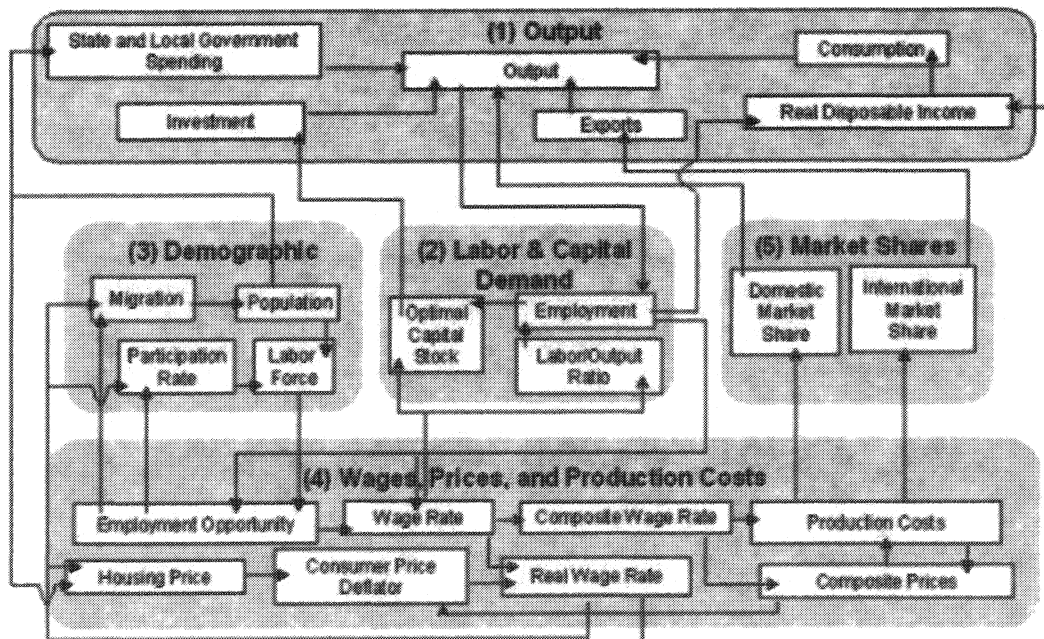 (1) Output
State and Local Government
Spending
Output
Consumption
Investment
Exports
Real Disposable Income
(3) Demographic
(2) Labor & Capital
Demand
(5) Market Shares
Migration
Population
Optimal
Capital
Stock
Employment
Domestic
Market
Share
International
Market
Share
Participation
Rate
Labor
Force
Labor/Output
Ratio
(4) Wages, Prices, and Production Costs
Employment Opportunity
Wage Rate
Composite Wage Rate
Production Costs
Housing Price
Consumer Price
Deflator
Real Wage Rate
Composite Prices